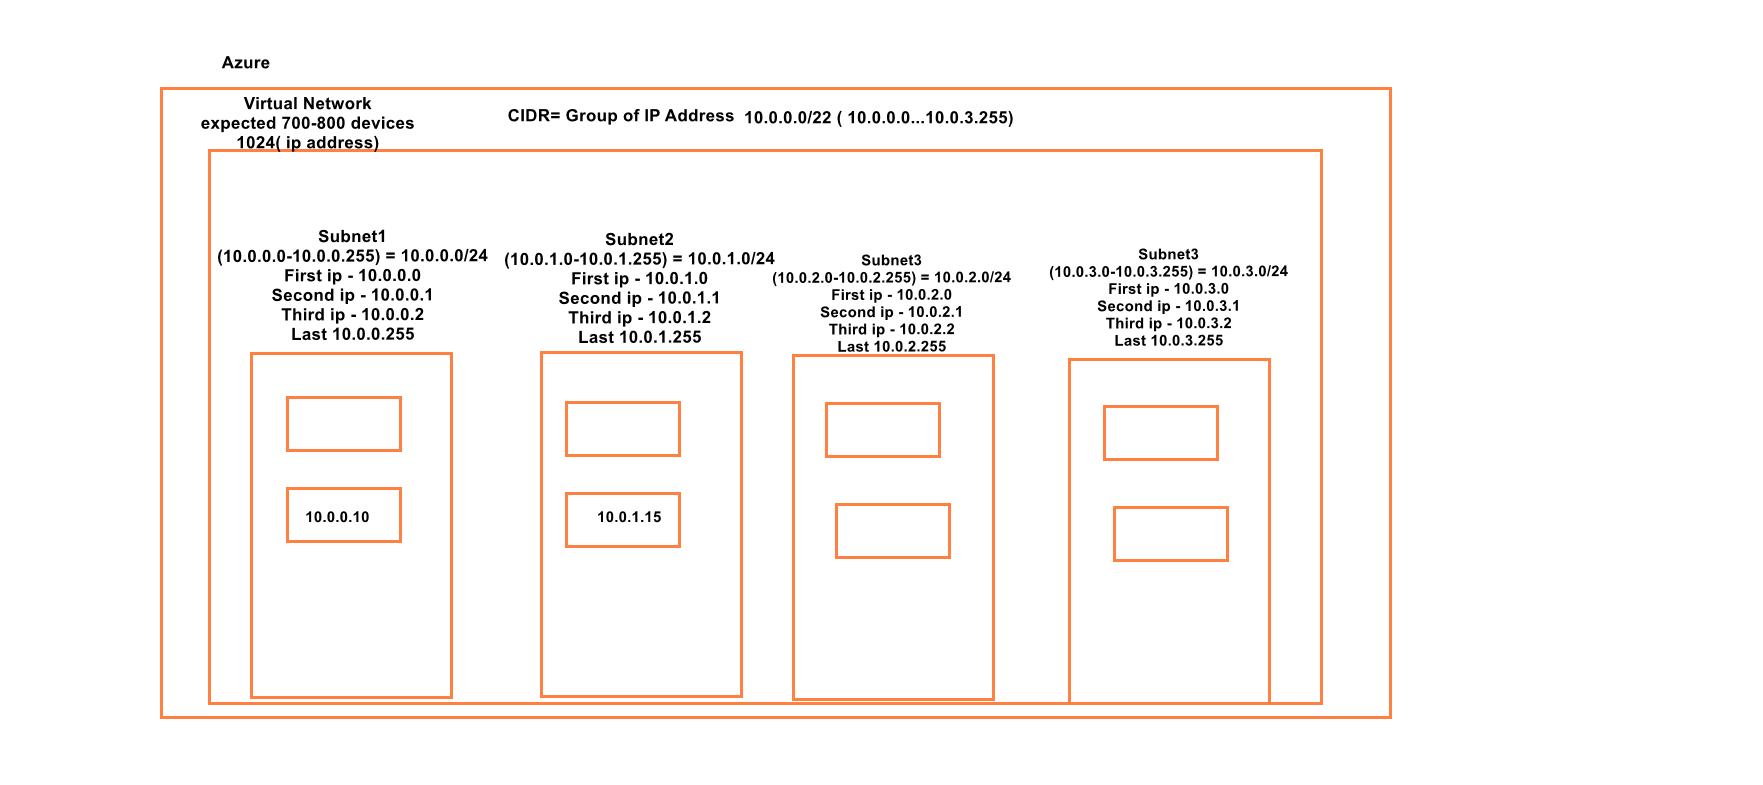 Azure
Virtual Network
expected 700-800 devices
1024( ip address)
CIDR= Group of IP Address 10.0.0.0/22 ( 10.0.0.0...10.0.3.255)
Subnet1
(10.0.0.0-10.0.0.255) = 10.0.0.0/24
First ip - 10.0.0.0
Second ip - 10.0.0.1
Third ip - 10.0.0.2
Last 10.0.0.255
10.0.0.10
Subnet2
(10.0.1.0-10.0.1.255) = 10.0.1.0/24
First ip - 10.0.1.0
Second ip - 10.0.1.1
Third ip - 10.0.1.2
Last 10.0.1.255
10.0.1.15
Subnet3
(10.0.2.0-10.0.2.255) = 10.0.2.0/24
First ip - 10.0.2.0
Second ip - 10.0.2.1
Third ip - 10.0.2.2
Last 10.0.2.255
Subnet3
(10.0.3.0-10.0.3.255) = 10.0.3.0/24
First ip - 10.0.3.0
Second ip - 10.0.3.1
Third ip - 10.0.3.2
Last 10.0.3.255